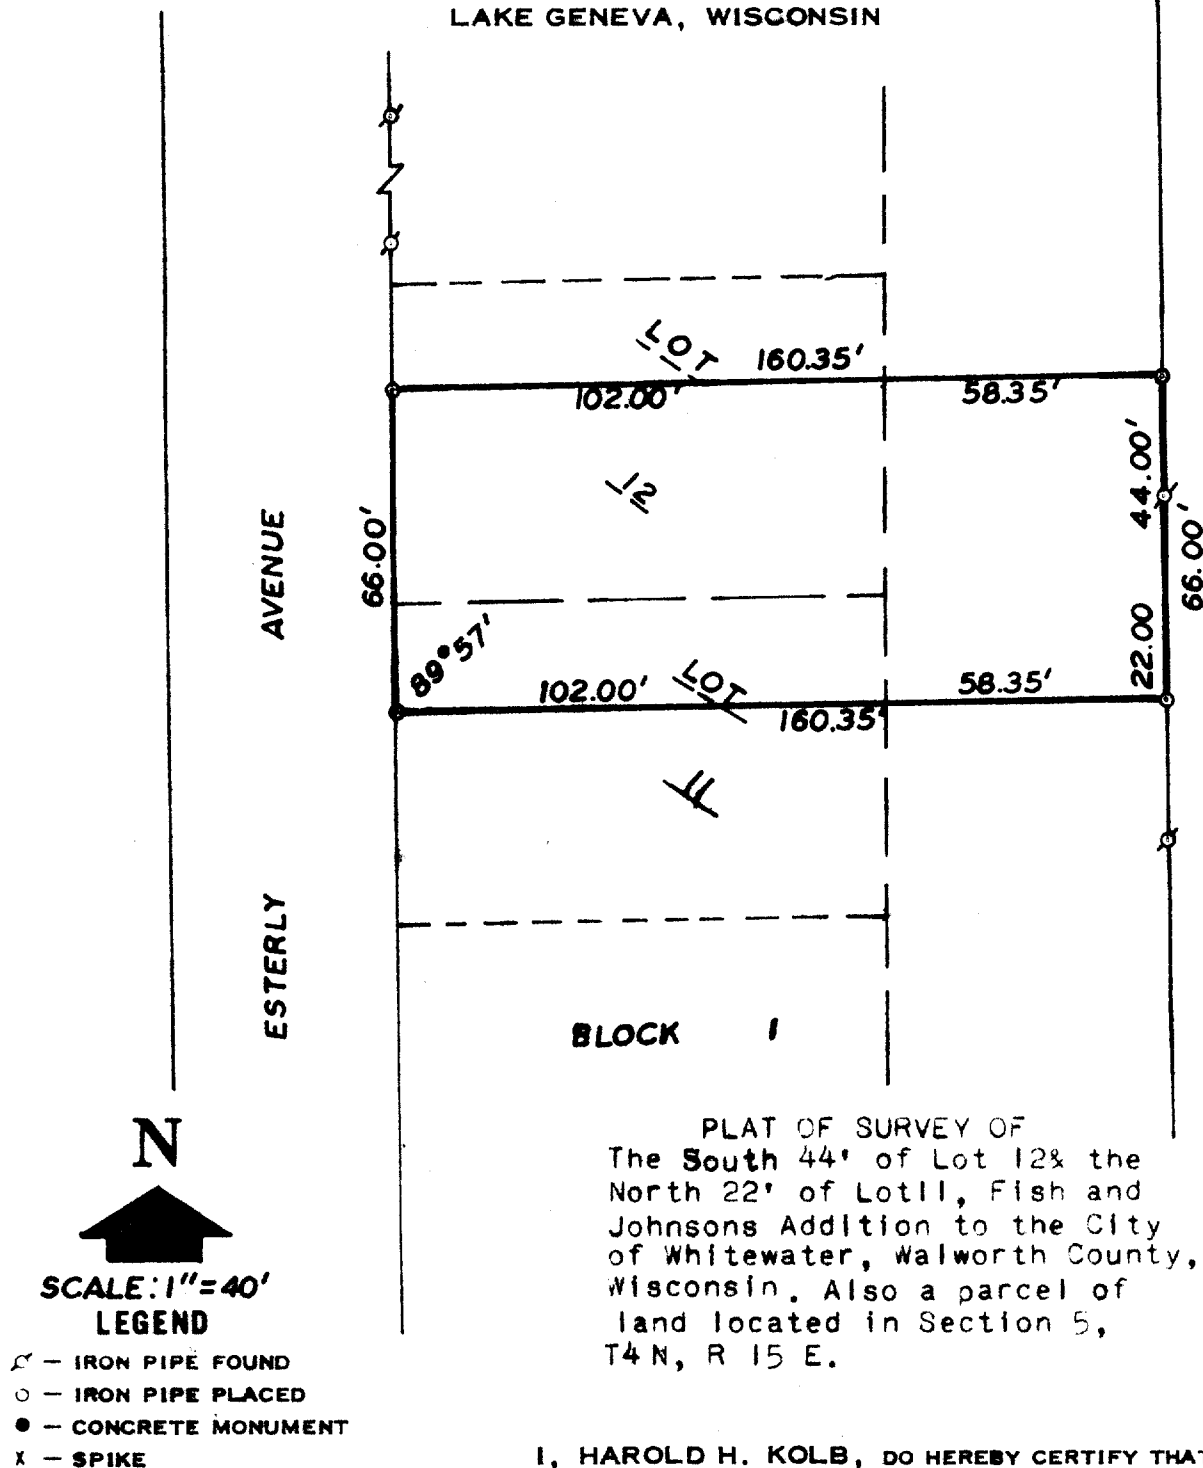 LAKE GENEVA, WISCONSIN
LOT
160.35'
102.00'
58.35'
12
44.00'
66.00'
AVENUE
66.00'
89°57'
22.00
102.00'
LOT
58.35'
160.35'
11
ESTERLY
BLOCK 1
N
SCALE: 1"=40'
LEGEND
— IRON PIPE FOUND
O — IRON PIPE PLACED
● — CONCRETE MONUMENT
X — SPIKE
PLAT OF SURVEY OF
The South 44' of Lot 12& the
North 22' of Lot11, Fish and
Johnsons Addition to the City
of Whitewater, Walworth County,
Wisconsin. Also a parcel of
land located in Section 5,
T4 N, R 15 E.
I, HAROLD H. KOLB, DO HEREBY CERTIFY THAT